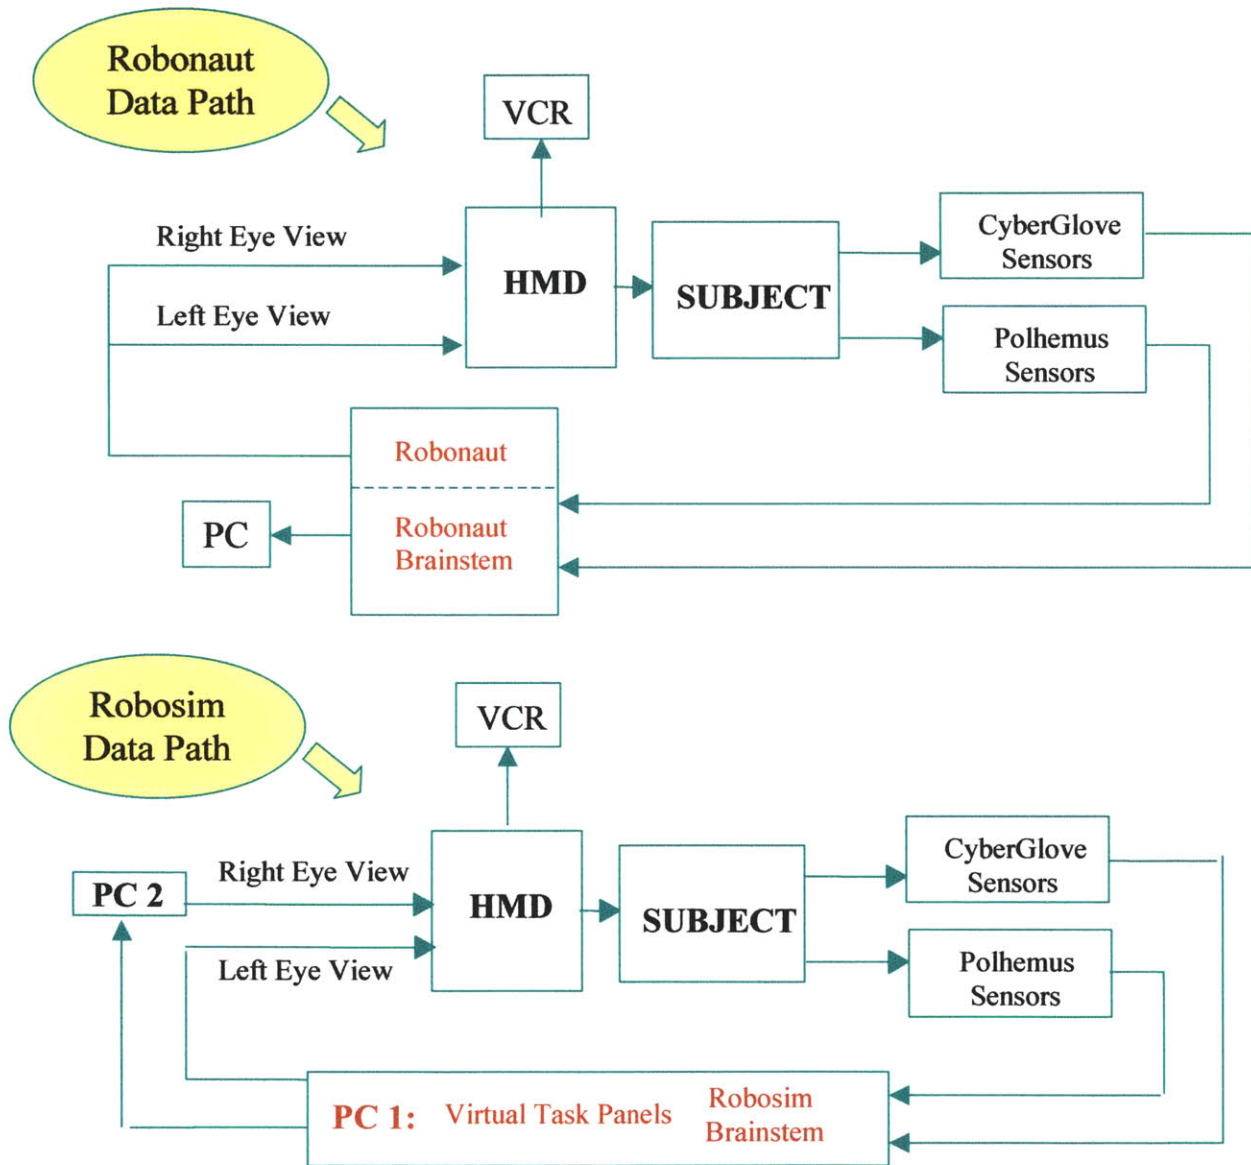 Robonaut
Data Path
VCR
Right Eye View
Left Eye View
HMD
SUBJECT
CyberGlove
Sensors
Polhemus
Sensors
Robonaut
Robonaut
Brainstem
PC
Robosim
Data Path
VCR
PC 2
Right Eye View
Left Eye View
HMD
SUBJECT
CyberGlove
Sensors
Polhemus
Sensors
PC 1: Virtual Task Panels
Robosim
Brainstem